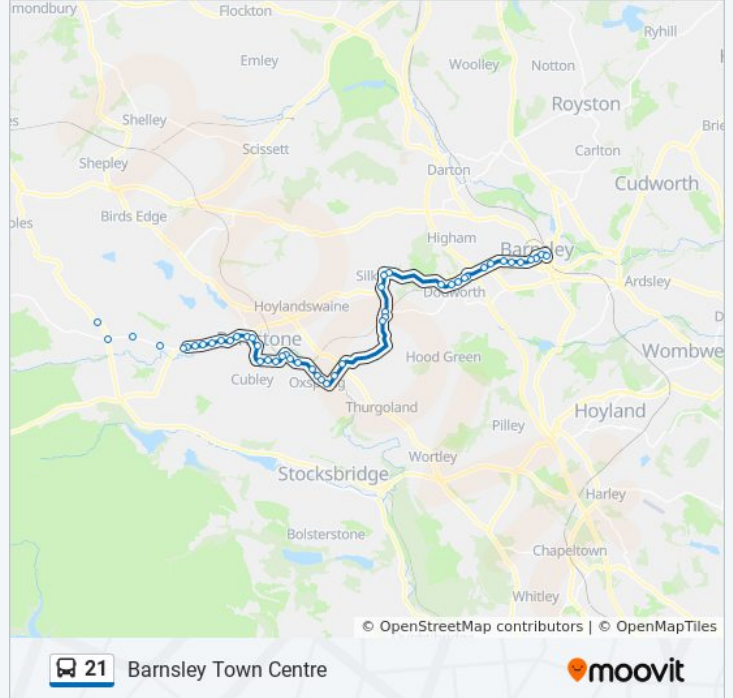 mondbury
Flockton
Ryhill
Emley
Woolley
Notton
Royston
Shelley
Brie
Scissett
Carlton
Shepley
Darton
Cudworth
Birds Edge
Higham
Barnsley
Silk
Ardsley
Dodworth
Hoylandswaine
Hood Green
Wombwe
Cubley
Oxspring
Thurgoland
Hoyland
Pilley
Wortley
Stocksbridge
Harley
Bolsterstone
Chapeltown
Whitley
© OpenStreetMap contributors | © OpenMapTiles
21 Barnsley Town Centre
moovit